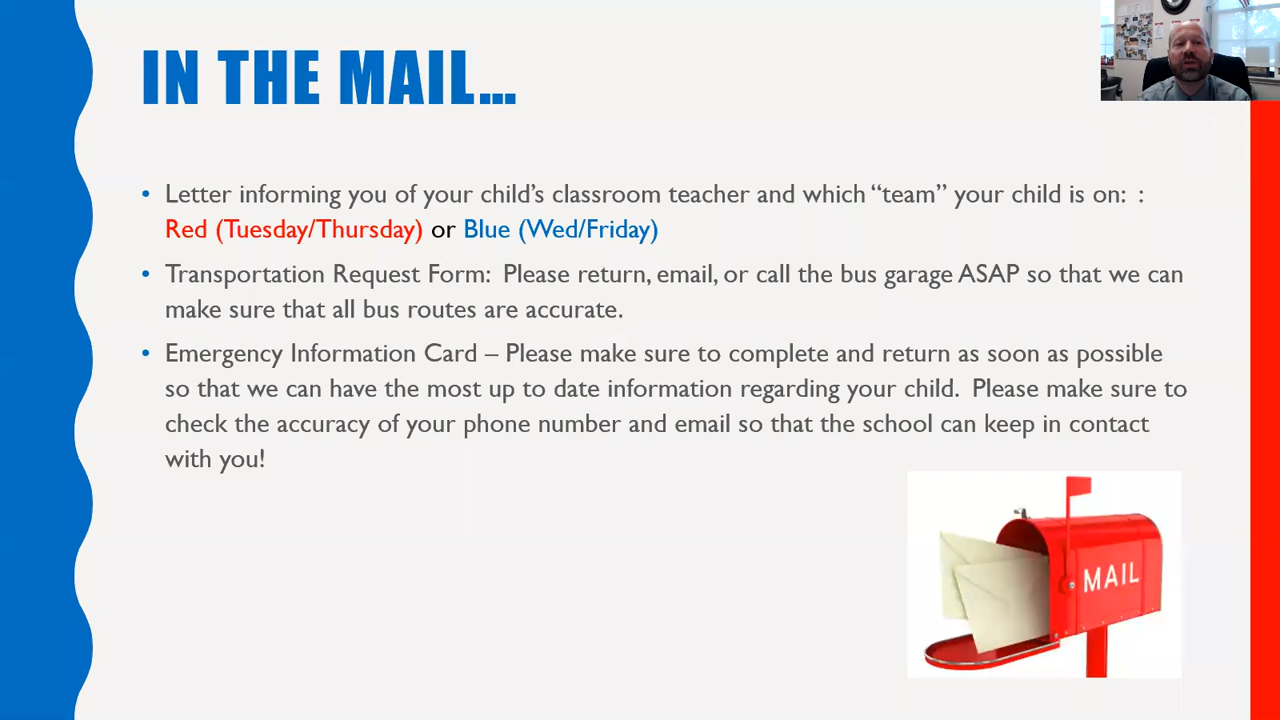 IN THE MAIL...
Letter informing you of your child's classroom teacher and which “team” your child is on:  :
Red (Tuesday/Thursday) or Blue (Wed/Friday)
Transportation Request Form:  Please return, email, or call the bus garage ASAP so that we can
make sure that all bus routes are accurate.
Emergency Information Card – Please make sure to complete and return as soon as possible
so that we can have the most up to date information regarding your child.  Please make sure to
check the accuracy of your phone number and email so that the school can keep in contact
with you!
MAIL